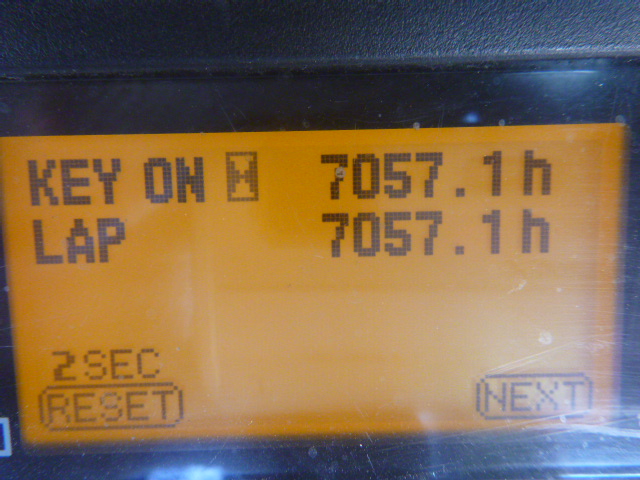 KEY ON 7057.1h
LAP 7057.1h
2SEC
RESET NEXT